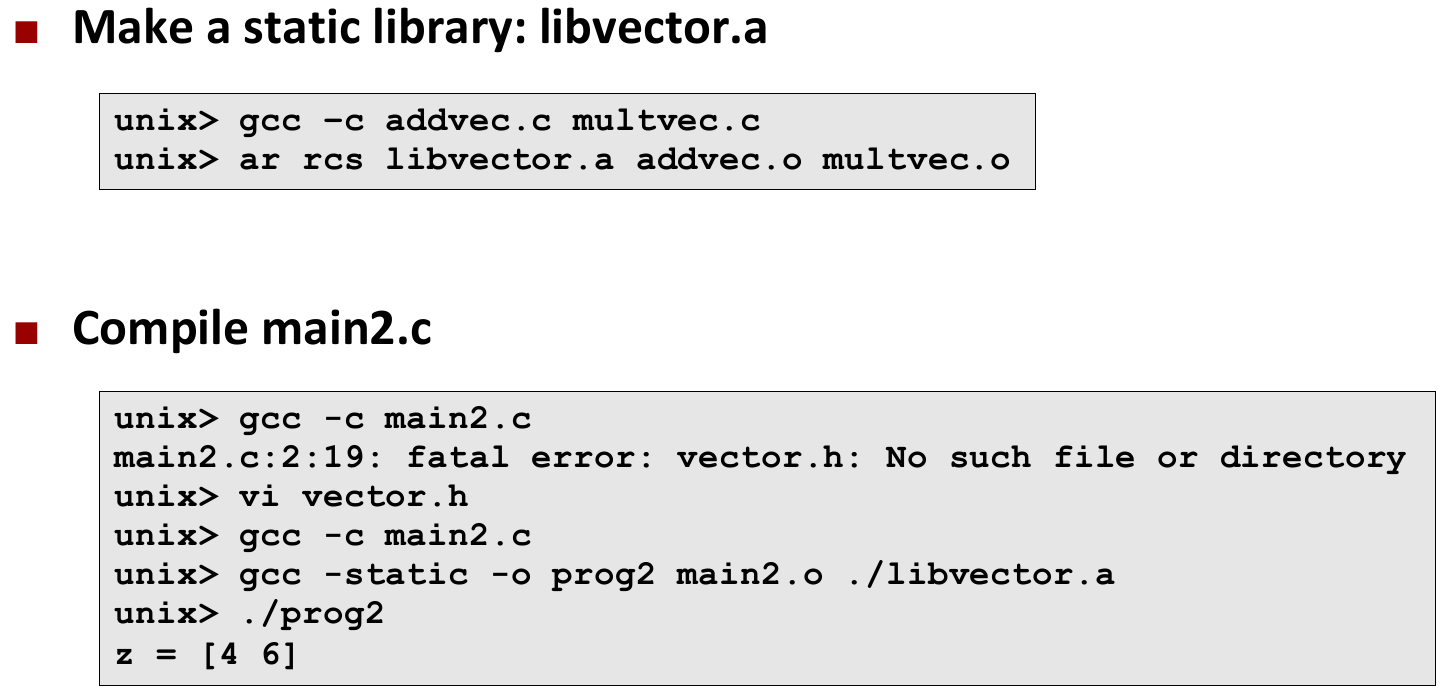 ■ Make a static library: libvector.a
unix> gcc –c addvec.c multvec.c
unix> ar rcs libvector.a addvec.o multvec.o
■ Compile main2.c
unix> gcc -c main2.c
main2.c:2:19: fatal error: vector.h: No such file or directory
unix> vi vector.h
unix> gcc -c main2.c
unix> gcc -static -o prog2 main2.o ./libvector.a
unix> ./prog2
z = [4 6]